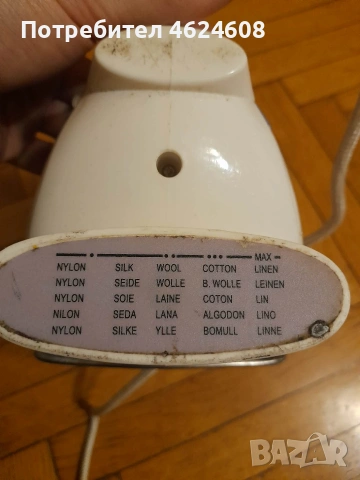 Потребител 4624608
MAX
NYLON SILK WOOL COTTON LINEN
NYLON SEIDE WOLLE B.WOLLE LEINEN
NYLON SOIE LAINE COTON LIN
NILON SEDA LANA ALGODON LINO
NYLON SILKE YLLE BOMULL LINNE
BAZAR